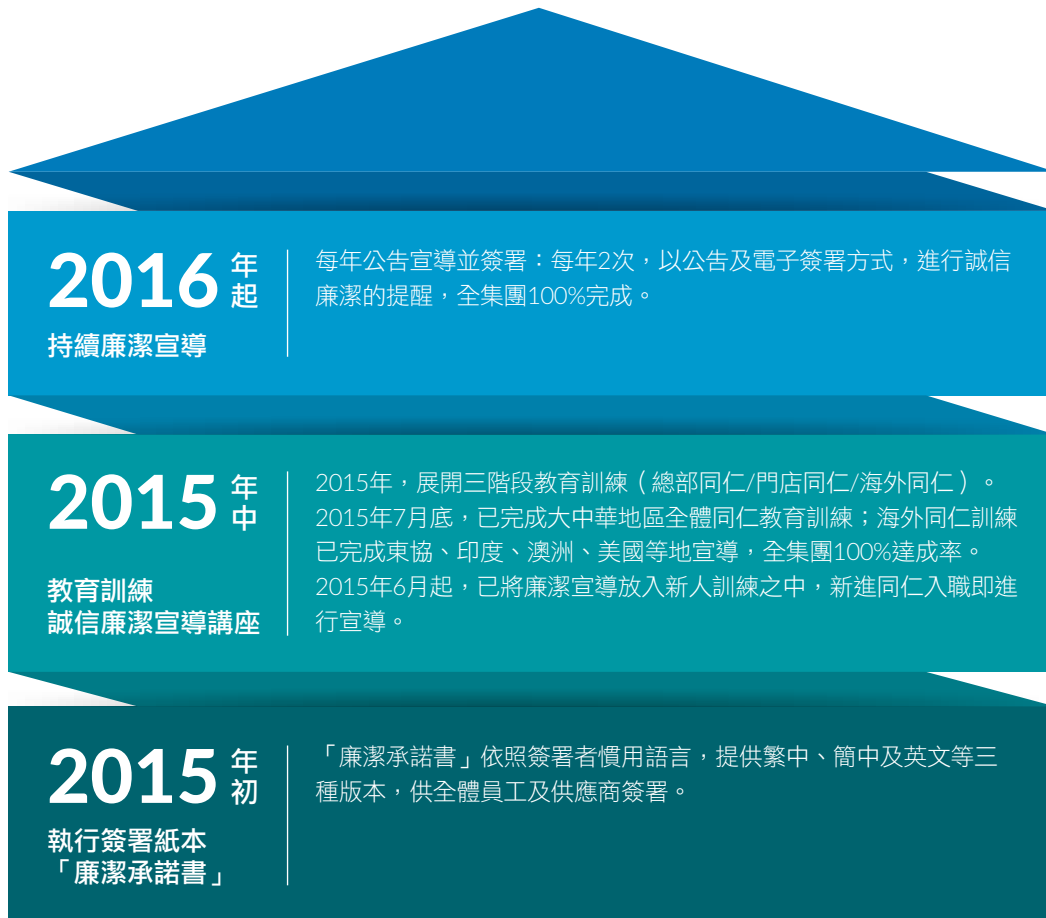 2016 年起
持續廉潔宣導
每年公告宣導並簽署：每年2次，以公告及電子簽署方式，進行誠信
廉潔的提醒，全集團100%完成。
2015 年中
教育訓練
誠信廉潔宣導講座
2015年，展開三階段教育訓練（總部同仁/門店同仁/海外同仁）。
2015年7月底，已完成大中華地區全體同仁教育訓練；海外同仁訓練
已完成東協、印度、澳洲、美國等地宣導，全集團100%達成率。
2015年6月起，已將廉潔宣導放入新人訓練之中，新進同仁入職即進
行宣導。
2015 年初
執行簽署紙本
「廉潔承諾書」
「廉潔承諾書」依照簽署者慣用語言，提供繁中、簡中及英文等三
種版本，供全體員工及供應商簽署。